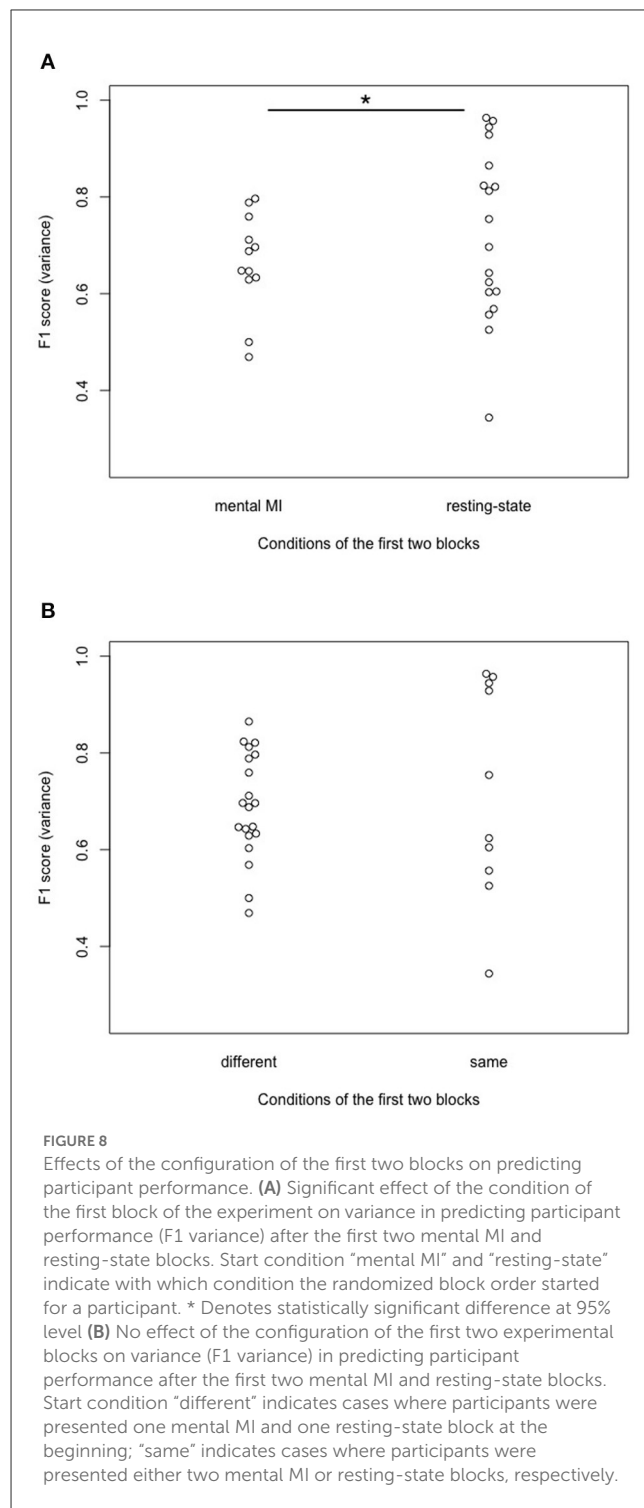 A
*
1.0
0.8
0.6
0.4
F1 score (variance)
mental MI
resting-state
Conditions of the first two blocks
B
1.0
0.8
0.6
0.4
F1 score (variance)
different
same
Conditions of the first two blocks
FIGURE 8
Effects of the configuration of the first two blocks on predicting
participant performance. (A) Significant effect of the condition of
the first block of the experiment on variance in predicting participant
performance (F1 variance) after the first two mental MI and
resting-state blocks. Start condition “mental MI” and “resting-state”
indicate with which condition the randomized block order started
for a participant. * Denotes statistically significant difference at 95%
level (B) No effect of the configuration of the first two experimental
blocks on variance (F1 variance) in predicting participant
performance after the first two mental MI and resting-state blocks.
Start condition “different” indicates cases where participants were
presented one mental MI and one resting-state block at the
beginning; “same” indicates cases where participants were
presented either two mental MI or resting-state blocks, respectively.